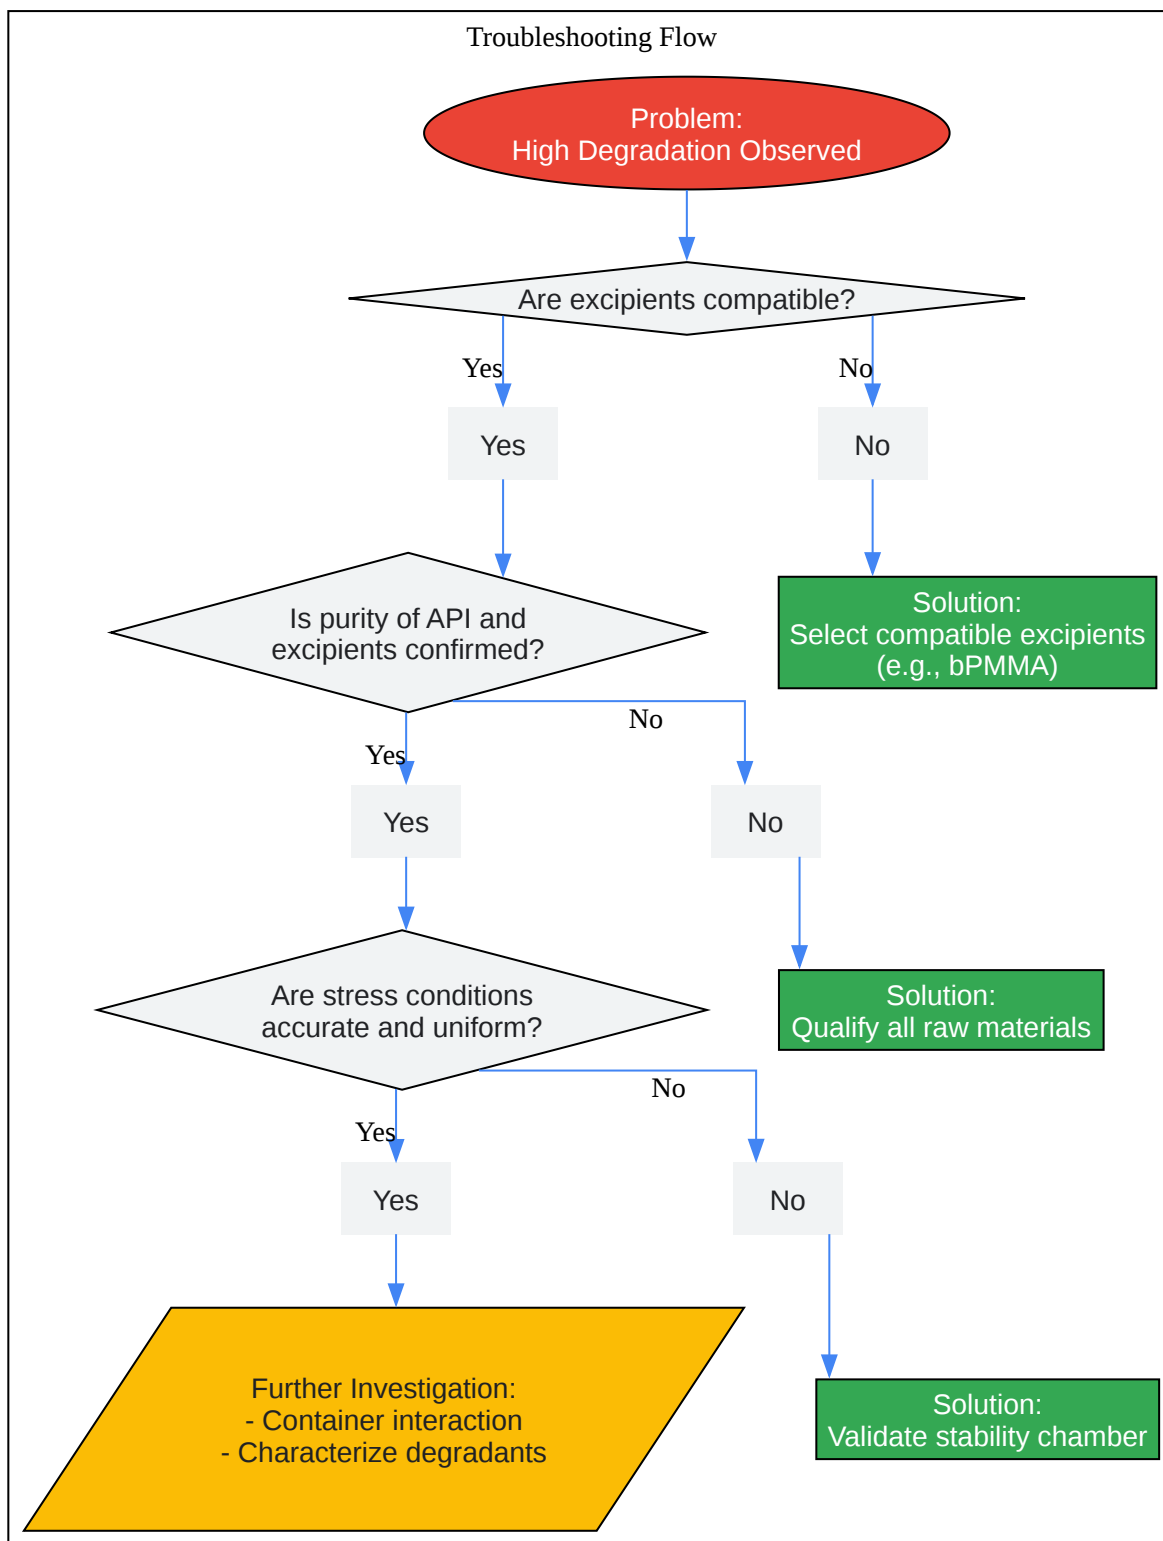 Troubleshooting Flow
Problem:
High Degradation Observed
Are excipients compatible?
Yes
No
Yes
No
Is purity of API and
excipients confirmed?
Solution:
Select compatible excipients
(e.g., bPMMA)
No
Yes
Yes
No
Are stress conditions
accurate and uniform?
Solution:
Qualify all raw materials
No
Yes
Yes
No
Further Investigation:
- Container interaction
- Characterize degradants
Solution:
Validate stability chamber